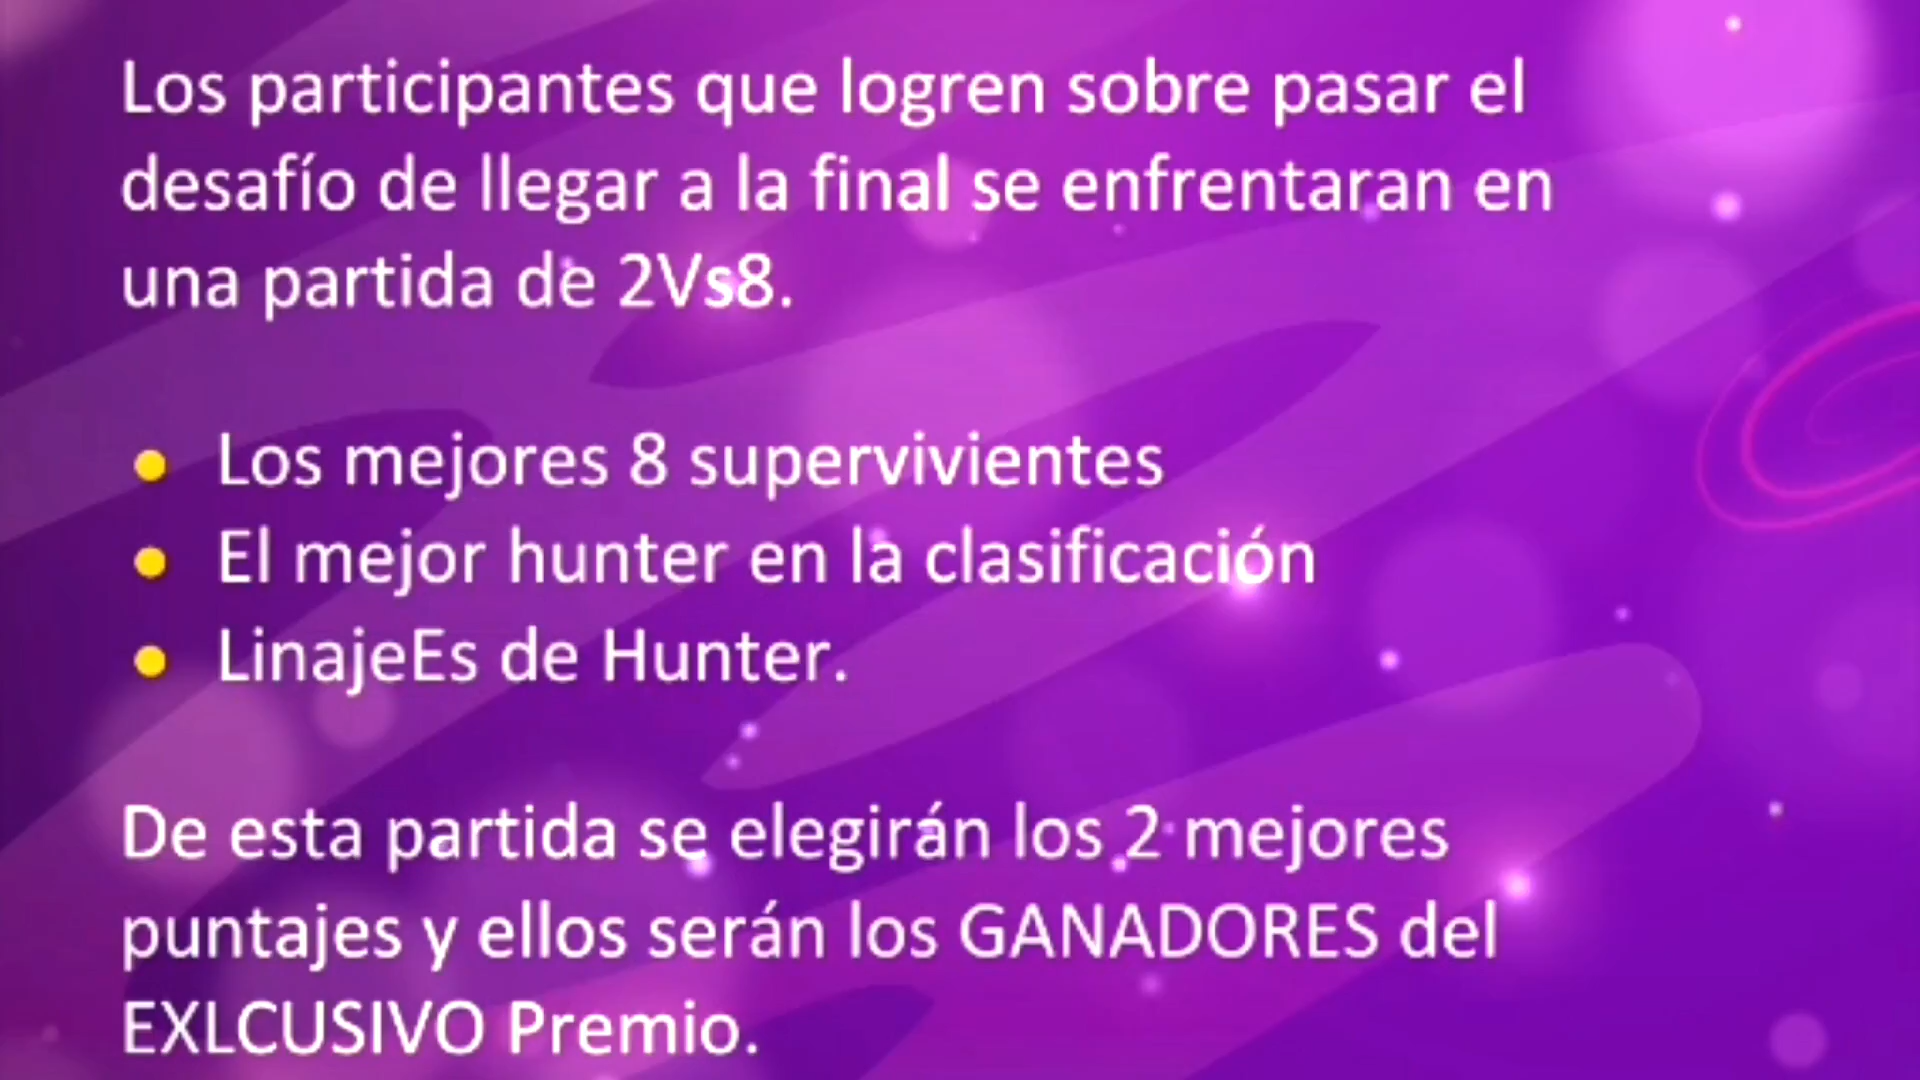 Los participantes que logren sobre pasar el
desafío de llegar a la final se enfrentaran en
una partida de 2Vs8.
Los mejores 8 supervivientes
El mejor hunter en la clasificación
LinajeEs de Hunter.
De esta partida se elegirán los 2 mejores
puntajes y ellos serán los GANADORES del
EXLCUSIVO Premio.